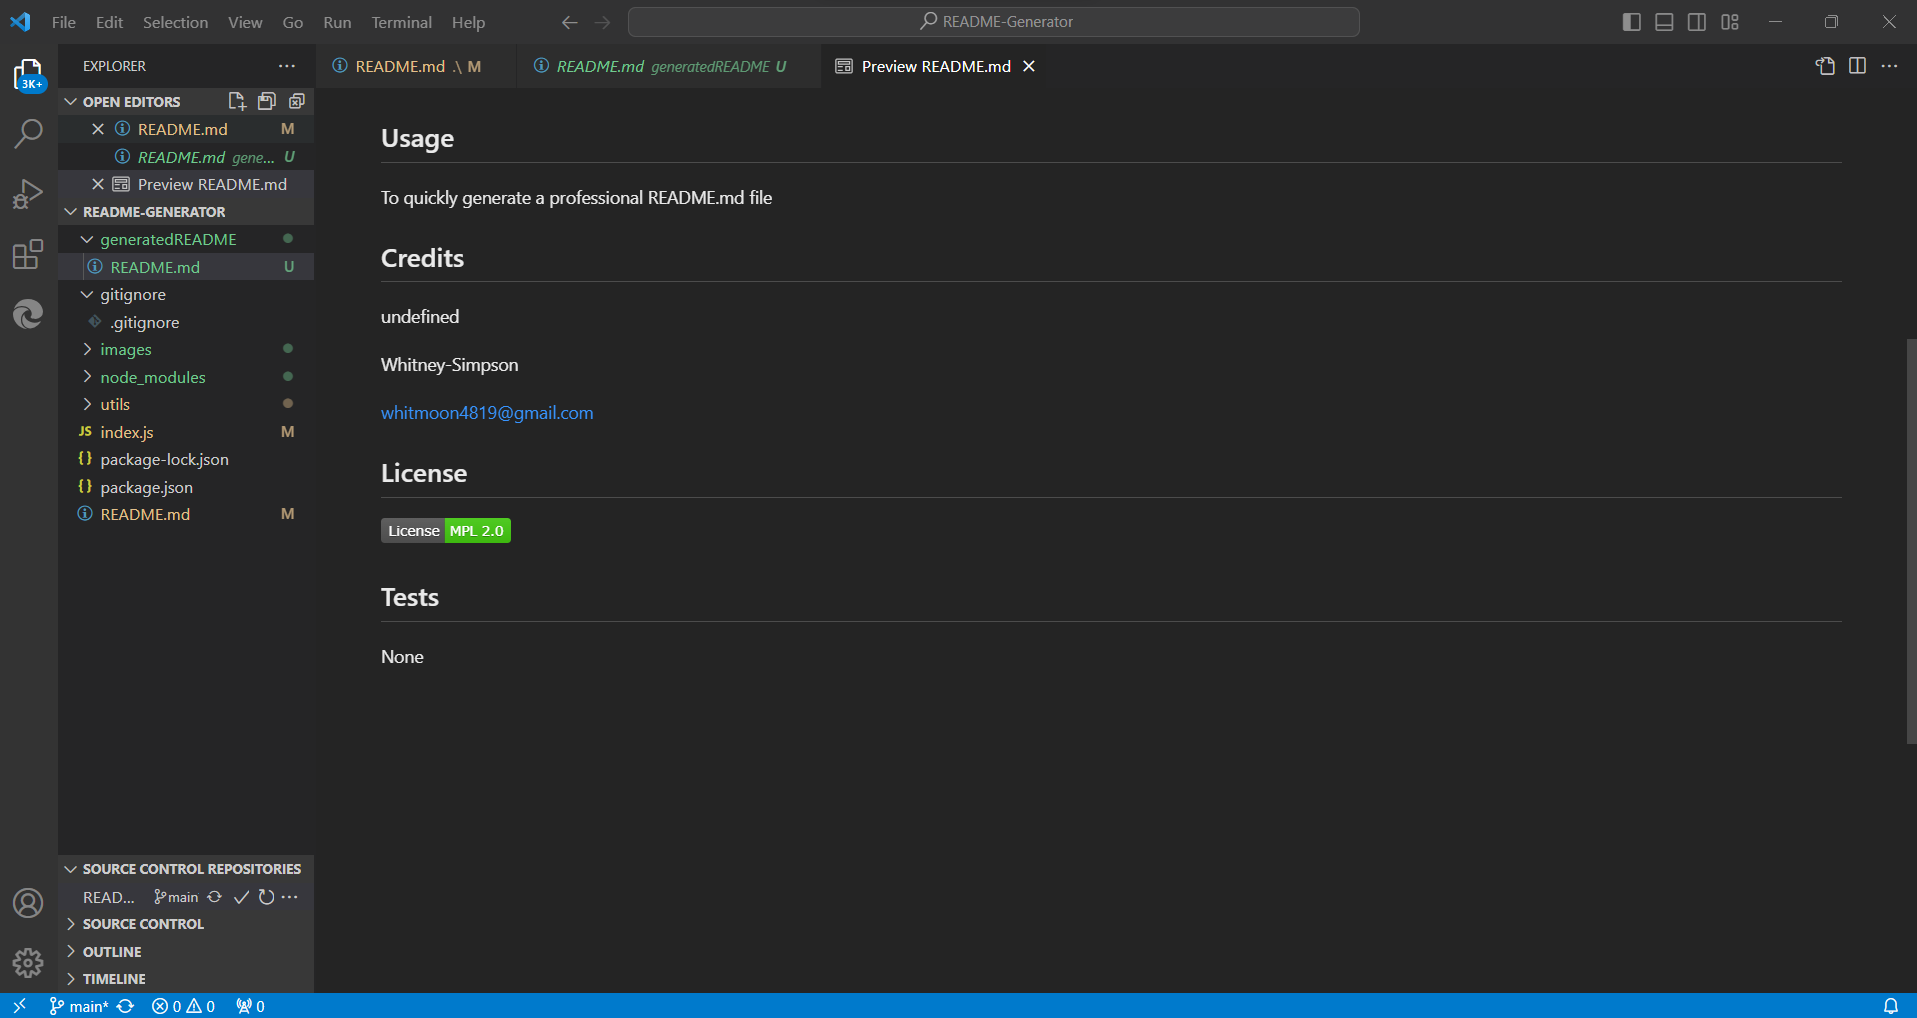 File Edit Selection View Go Run Terminal Help
README-Generator
EXPLORER
README.md .\ M
README.md generatedREADME U
Preview README.md
3K+
OPEN EDITORS
README.md M
README.md gene... U
Preview README.md
README-GENERATOR
generatedREADME
README.md U
gitignore
.gitignore
images
node_modules
utils
JS index.js M
{} package-lock.json
{} package.json
README.md M
Usage
To quickly generate a professional README.md file
Credits
undefined
Whitney-Simpson
whitmoon4819@gmail.com
License
License MPL 2.0
Tests
None
SOURCE CONTROL REPOSITORIES
READ... main
SOURCE CONTROL
OUTLINE
TIMELINE
main* 0 0 0